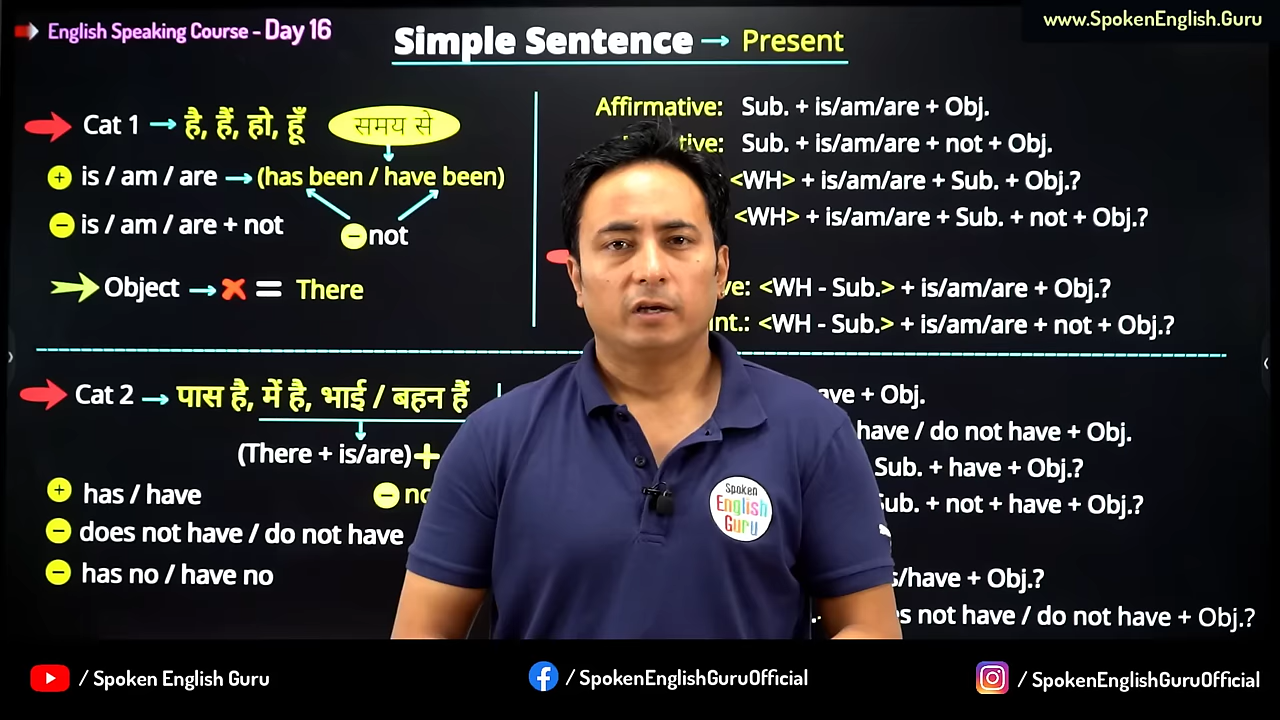 English Speaking Course - Day 16
www.SpokenEnglish.Guru
Simple Sentence → Present
Cat 1 → है, हैं, हो, हूँ
समय से
+ is / am / are → (has been / have been)
− is / am / are + not
− not
Object → × = There
Affirmative: Sub. + is/am/are + Obj.
Sub. + is/am/are + not + Obj.
<WH> + is/am/are + Sub. + Obj.?
<WH> + is/am/are + Sub. + not + Obj.?
<WH - Sub.> + is/am/are + Obj.?
Int.: <WH - Sub.> + is/am/are + not + Obj.?
Cat 2 → पास है, में है, भाई / बहन हैं
(There + is/are) +
+ has / have
− does not have / do not have
− has no / have no
+ Obj.
have / do not have + Obj.
Sub. + have + Obj.?
Sub. + not + have + Obj.?
/have + Obj.?
not have / do not have + Obj.?
Spoken
English
Guru
/ Spoken English Guru
/ SpokenEnglishGuruOfficial
/ SpokenEnglishGuruOfficial